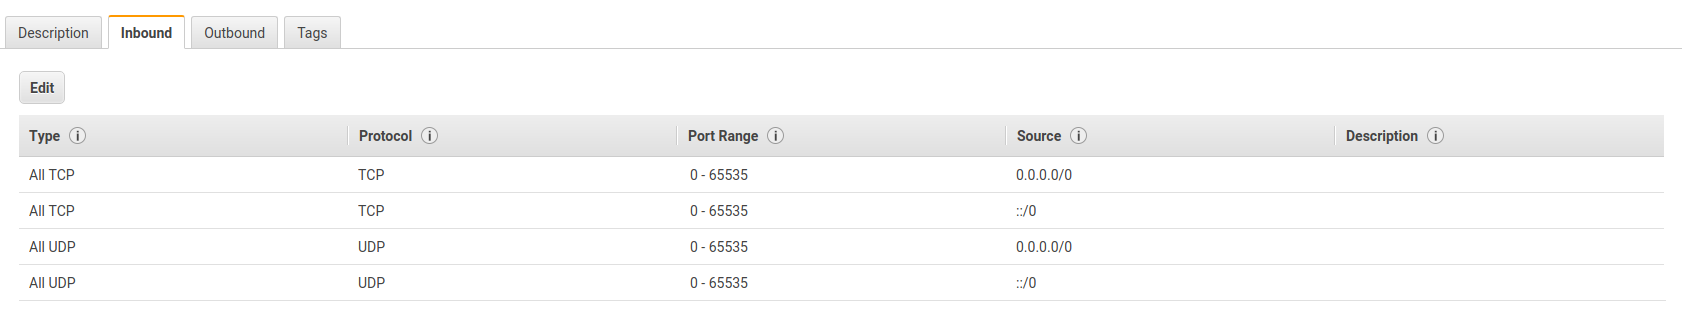 Description Inbound Outbound Tags
Edit
Type i Protocol i Port Range i Source i Description i
All TCP TCP 0 - 65535 0.0.0.0/0
All TCP TCP 0 - 65535 ::/0
All UDP UDP 0 - 65535 0.0.0.0/0
All UDP UDP 0 - 65535 ::/0